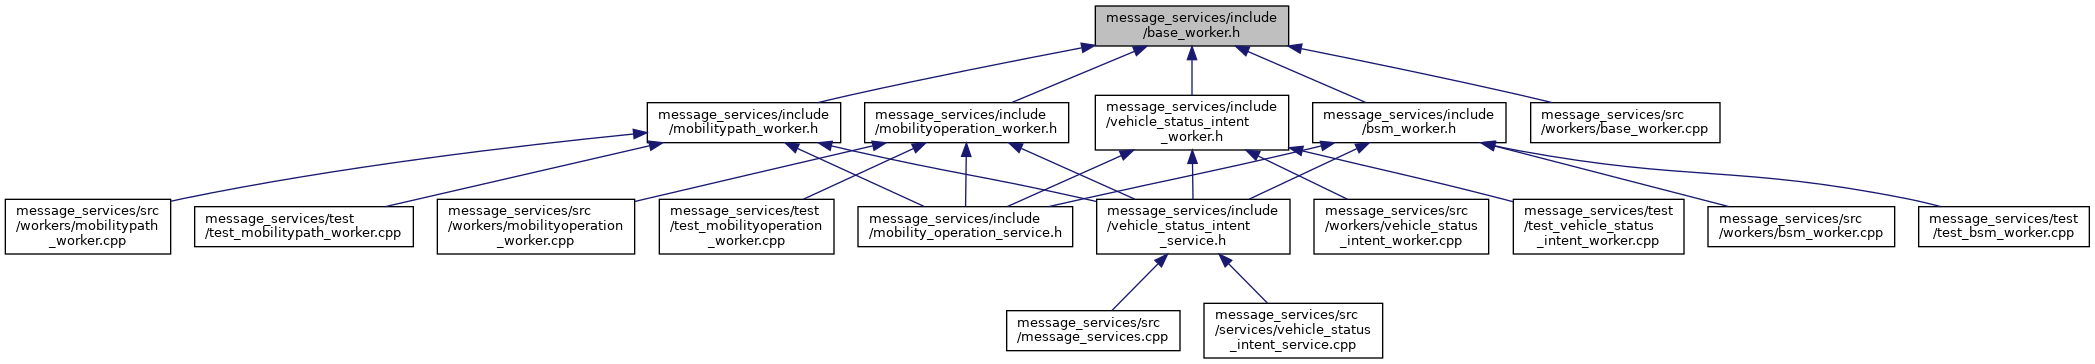 message_services/include
/base_worker.h
message_services/include
/mobilitypath_worker.h
message_services/include
/mobilityoperation_worker.h
message_services/include
/vehicle_status_intent
_worker.h
message_services/include
/bsm_worker.h
message_services/src
/workers/base_worker.cpp
message_services/src
/workers/mobilitypath
_worker.cpp
message_services/test
/test_mobilitypath_worker.cpp
message_services/src
/workers/mobilityoperation
_worker.cpp
message_services/test
/test_mobilityoperation
_worker.cpp
message_services/include
/mobility_operation_service.h
message_services/include
/vehicle_status_intent
_service.h
message_services/src
/workers/vehicle_status
_intent_worker.cpp
message_services/test
/test_vehicle_status
_intent_worker.cpp
message_services/src
/workers/bsm_worker.cpp
message_services/test
/test_bsm_worker.cpp
message_services/src
/message_services.cpp
message_services/src
/services/vehicle_status
_intent_service.cpp